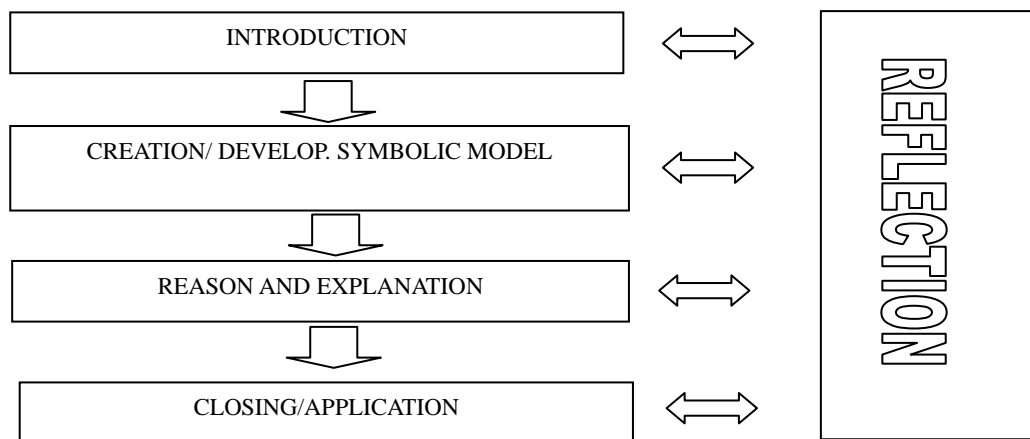 INTRODUCTION
CREATION/ DEVELOP. SYMBOLIC MODEL
REASON AND EXPLANATION
CLOSING/APPLICATION
REFLECTION